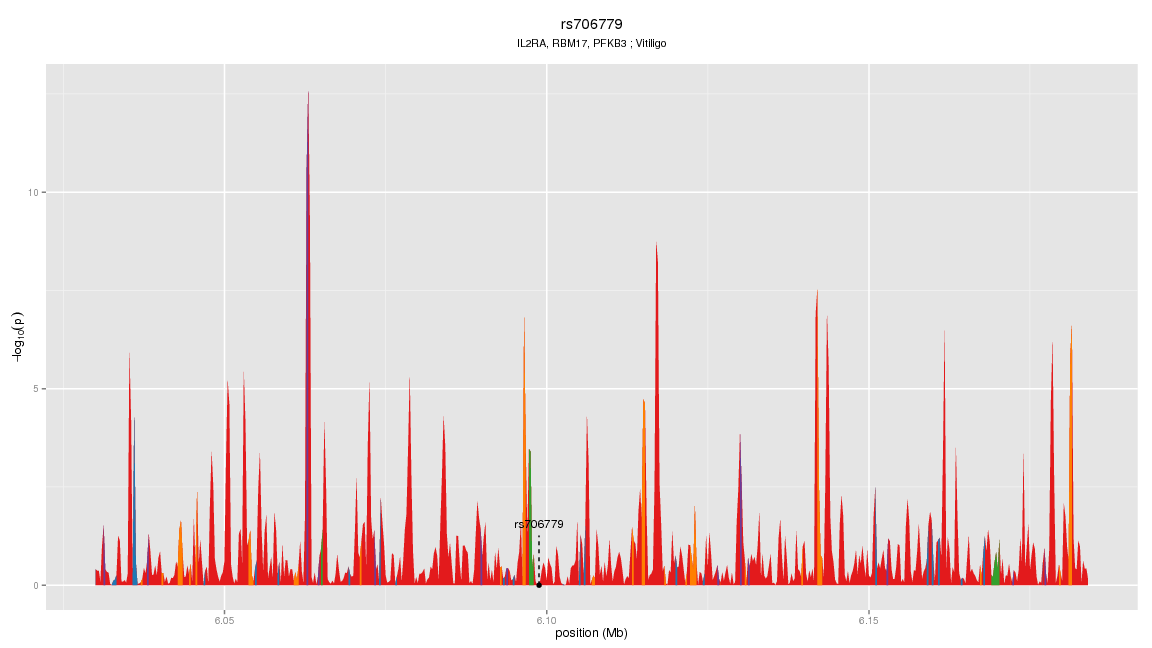 rs706779
IL2RA, RBM17, PFKB3 ; Vitiligo
10
5
0
−log10(p)
rs706779
6.05
6.10
6.15
position (Mb)